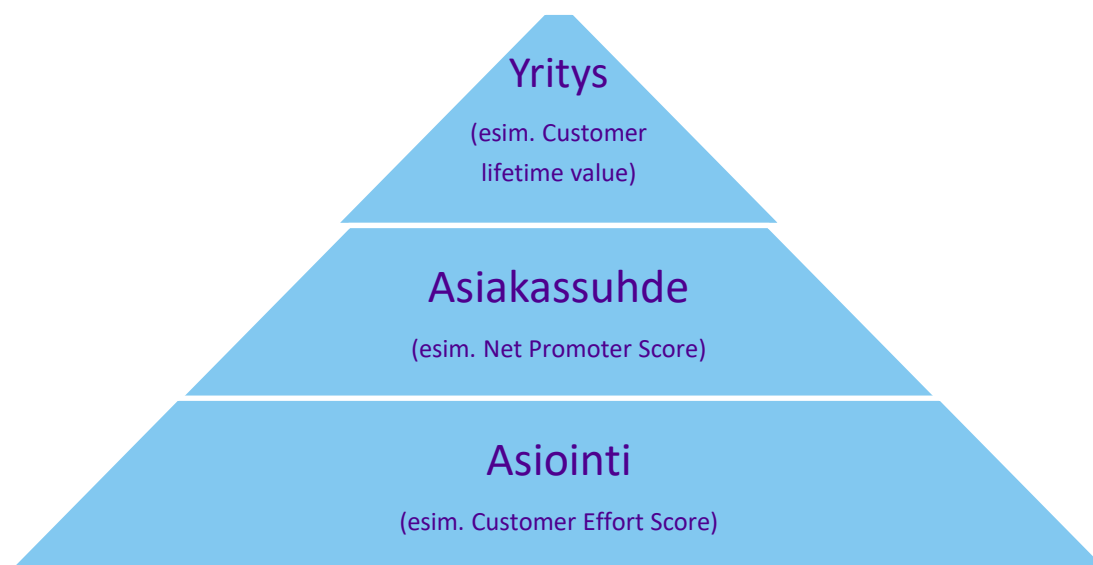 Yritys
(esim. Customer
lifetime value)
Asiakassuhde
(esim. Net Promoter Score)
Asiointi
(esim. Customer Effort Score)